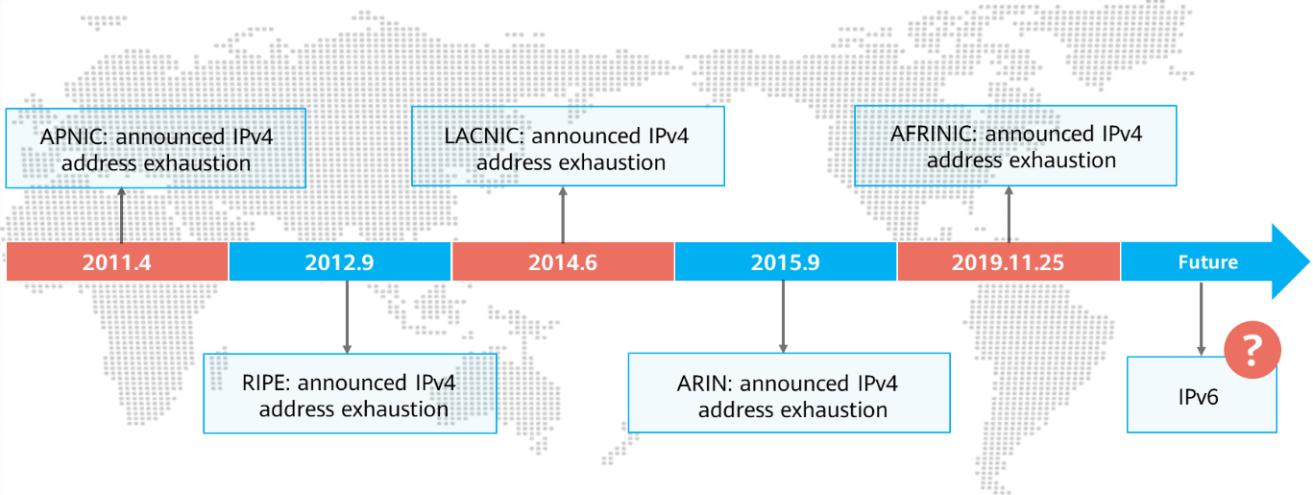 APNIC: announced IPv4
address exhaustion
LACNIC: announced IPv4
address exhaustion
AFRINIC: announced IPv4
address exhaustion
2011.4
2012.9
2014.6
2015.9
2019.11.25
Future
RIPE: announced IPv4
address exhaustion
ARIN: announced IPv4
address exhaustion
?
IPv6